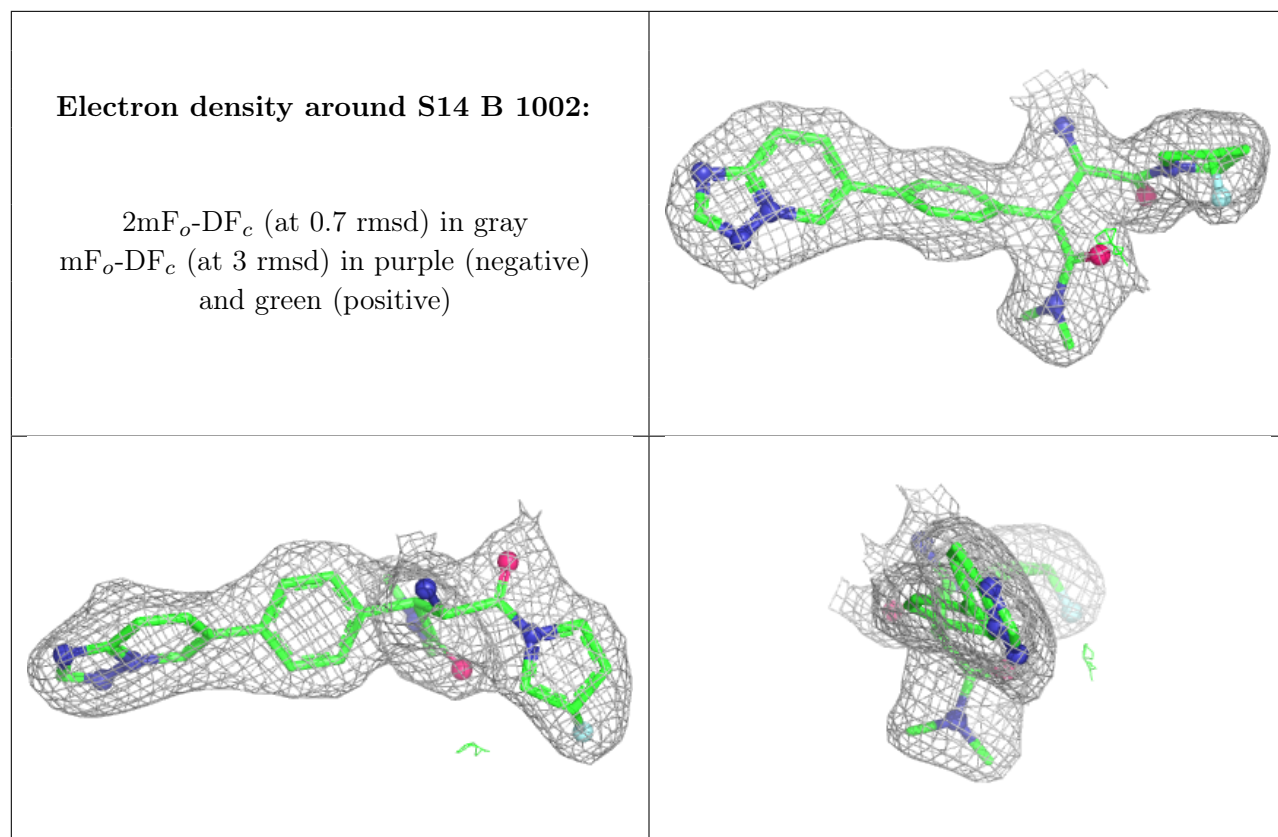 Electron density around S14 B 1002:
2mFo-DFc (at 0.7 rmsd) in gray
mFo-DFc (at 3 rmsd) in purple (negative)
and green (positive)